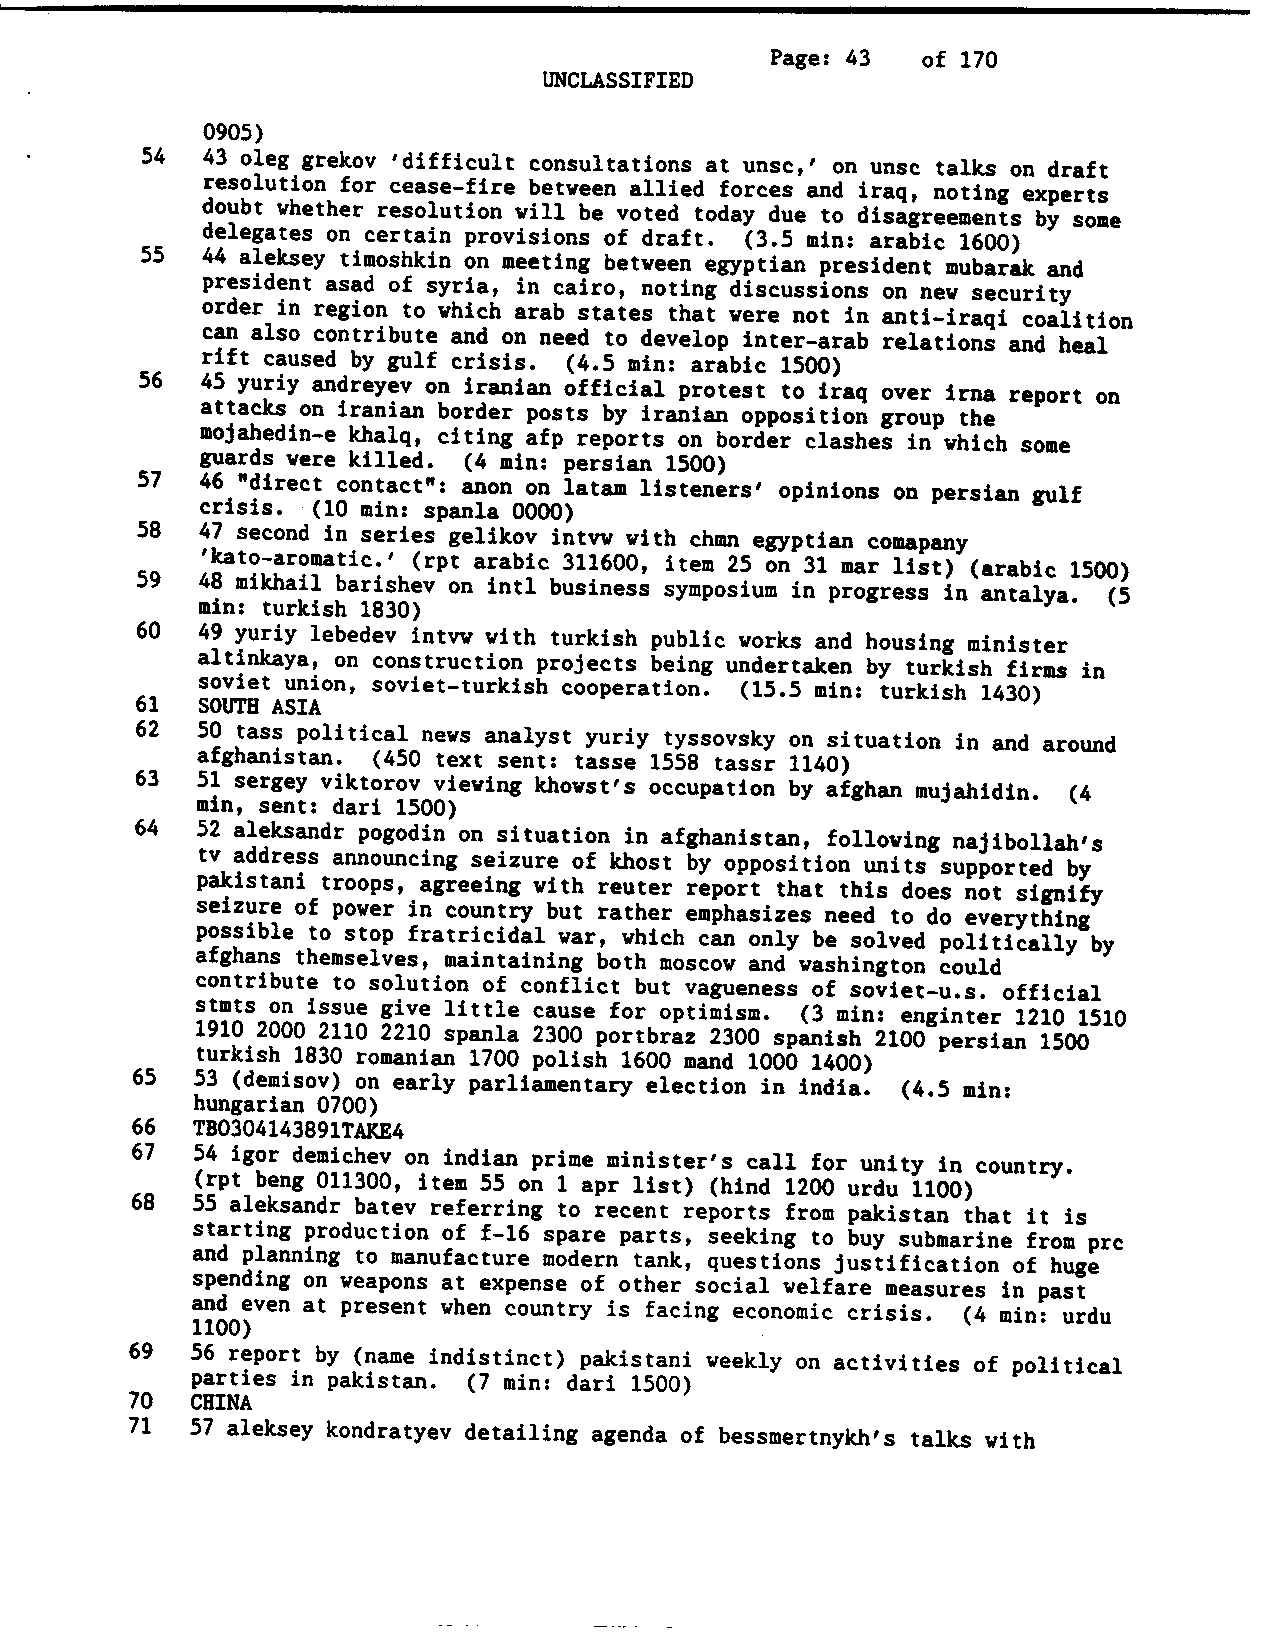 Page: 43 of 170
UNCLASSIFIED
0905)
54 43 oleg grekov 'difficult consultations at unsc,' on unsc talks on draft
resolution for cease-fire between allied forces and iraq, noting experts
doubt whether resolution will be voted today due to disagreements by some
delegates on certain provisions of draft. (3.5 min: arabic 1600)
55 44 aleksey timoshkin on meeting between egyptian president mubarak and
president asad of syria, in cairo, noting discussions on new security
order in region to which arab states that were not in anti-iraqi coalition
can also contribute and on need to develop inter-arab relations and heal
rift caused by gulf crisis. (4.5 min: arabic 1500)
56 45 yuriy andreyev on iranian official protest to iraq over irna report on
attacks on iranian border posts by iranian opposition group the
mojahedin-e khalq, citing afp reports on border clashes in which some
guards were killed. (4 min: persian 1500)
57 46 "direct contact": anon on latam listeners' opinions on persian gulf
crisis. (10 min: spanla 0000)
58 47 second in series gelikov intvw with chmn egyptian comapany
'kato-aromatic.' (rpt arabic 311600, item 25 on 31 mar list) (arabic 1500)
59 48 mikhail barishev on intl business symposium in progress in antalya. (5
min: turkish 1830)
60 49 yuriy lebedev intvw with turkish public works and housing minister
altinkaya, on construction projects being undertaken by turkish firms in
soviet union, soviet-turkish cooperation. (15.5 min: turkish 1430)
61 SOUTH ASIA
62 50 tass political news analyst yuriy tyssovsky on situation in and around
afghanistan. (450 text sent: tasse 1558 tassr 1140)
63 51 sergey viktorov viewing khowst's occupation by afghan mujahidin. (4
min, sent: dari 1500)
64 52 aleksandr pogodin on situation in afghanistan, following najibollah's
tv address announcing seizure of khost by opposition units supported by
pakistani troops, agreeing with reuter report that this does not signify
seizure of power in country but rather emphasizes need to do everything
possible to stop fratricidal war, which can only be solved politically by
afghans themselves, maintaining both moscow and washington could
contribute to solution of conflict but vagueness of soviet-u.s. official
stmts on issue give little cause for optimism. (3 min: enginter 1210 1510
1910 2000 2110 2210 spanla 2300 portbraz 2300 spanish 2100 persian 1500
turkish 1830 romanian 1700 polish 1600 mand 1000 1400)
65 53 (demisov) on early parliamentary election in india. (4.5 min:
hungarian 0700)
66 TB0304143891TAKE4
67 54 igor demichev on indian prime minister's call for unity in country.
(rpt beng 011300, item 55 on 1 apr list) (hind 1200 urdu 1100)
68 55 aleksandr batev referring to recent reports from pakistan that it is
starting production of f-16 spare parts, seeking to buy submarine from prc
and planning to manufacture modern tank, questions justification of huge
spending on weapons at expense of other social welfare measures in past
and even at present when country is facing economic crisis. (4 min: urdu
1100)
69 56 report by (name indistinct) pakistani weekly on activities of political
parties in pakistan. (7 min: dari 1500)
70 CHINA
71 57 aleksey kondratyev detailing agenda of bessmertnykh's talks with